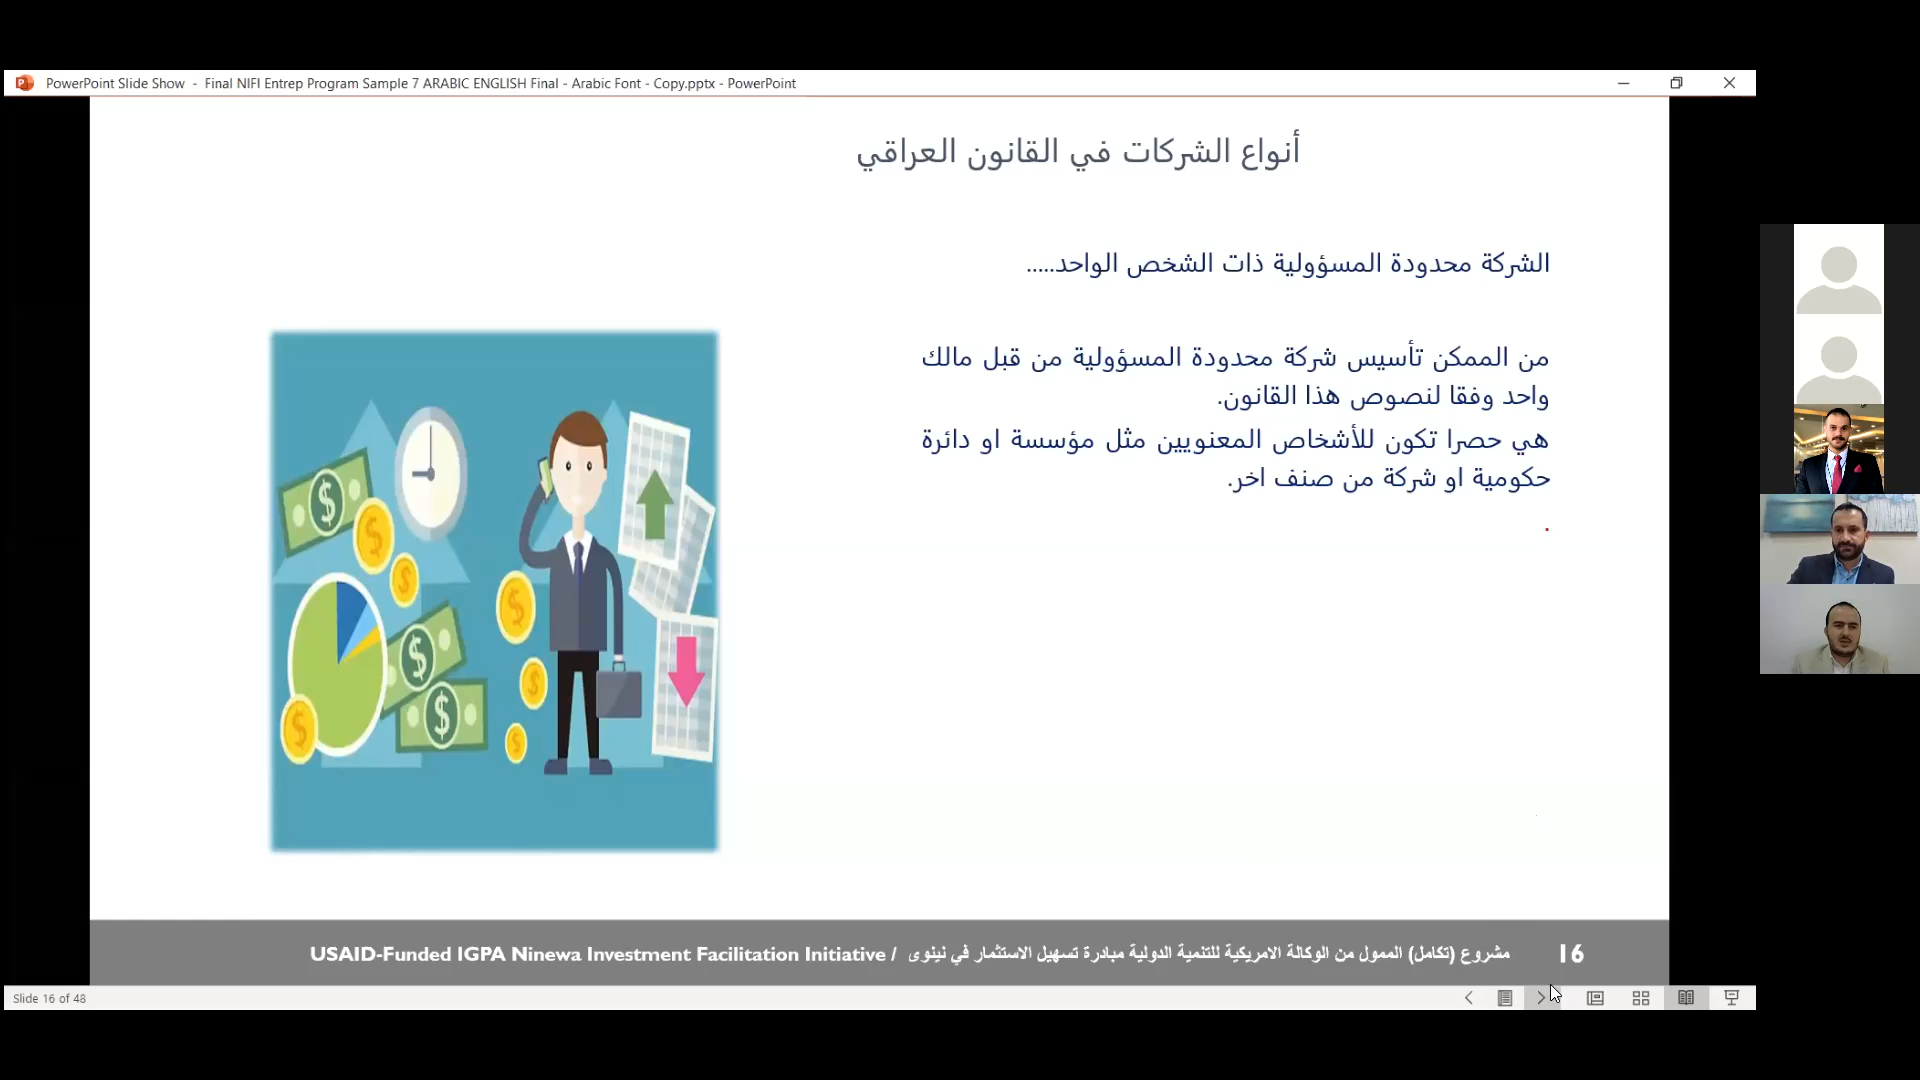 PowerPoint Slide Show - Final NIFI Entrep Program Sample 7 ARABIC ENGLISH Final - Arabic Font - Copy.pptx - PowerPoint
أنواع الشركات في القانون العراقي
الشركة محدودة المسؤولية ذات الشخص الواحد.....
من الممكن تأسيس شركة محدودة المسؤولية من قبل مالك
واحد وفقا لنصوص هذا القانون.
هي حصرا تكون للأشخاص المعنويين مثل مؤسسة او دائرة
حكومية او شركة من صنف اخر.
.
مشروع (تكامل) الممول من الوكالة الامريكية للتنمية الدولية مبادرة تسهيل الاستثمار في نينوى / USAID-Funded IGPA Ninewa Investment Facilitation Initiative
16
Slide 16 of 48